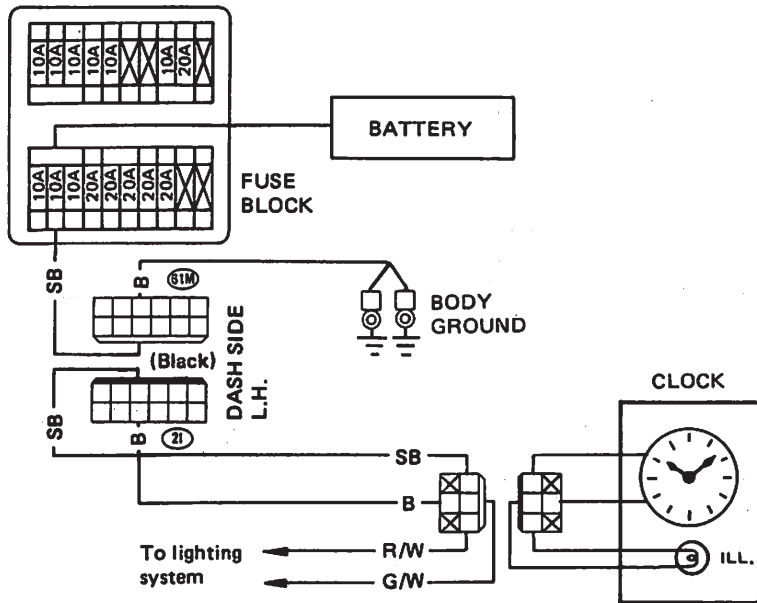 10A 10A 10A 10A 10A 10A 20A
BATTERY
10A 10A 10A 20A 20A 20A 20A 20A
FUSE
BLOCK
SB
B
61M
BODY
GROUND
(Black)
DASH SIDE
L.H.
CLOCK
SB
B
21
SB
B
To lighting
system
R/W
G/W
ILL.